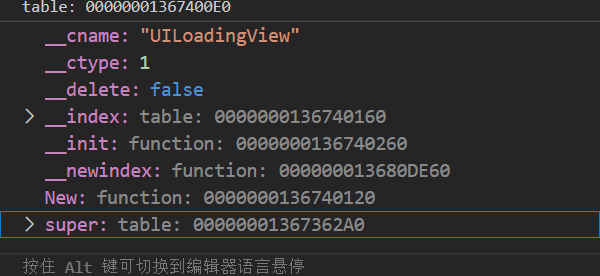 table: 00000001367400E0
__cname: "UILoadingView"
__ctype: 1
__delete: false
__index: table: 0000000136740160
__init: function: 0000000136740260
__newindex: function: 000000013680DE60
New: function: 0000000136740120
super: table: 00000001367362A0
按住 Alt 键可切换到编辑器语言悬停